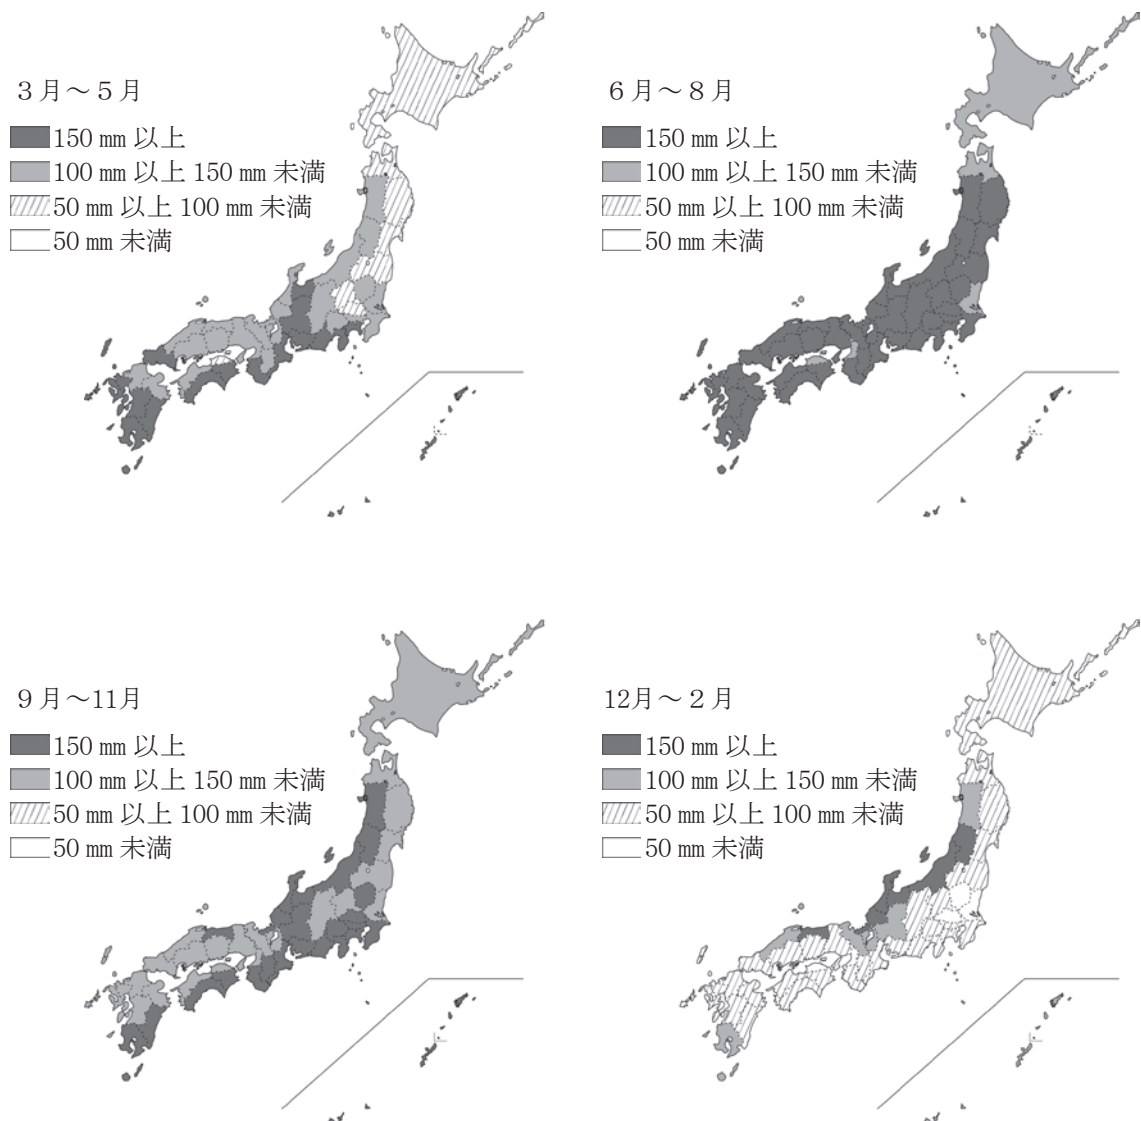 ３月～５月
150 ㎜ 以上
100 ㎜ 以上 150 ㎜ 未満
50 ㎜ 以上 100 ㎜ 未満
50 ㎜ 未満
６月～８月
150 ㎜ 以上
100 ㎜ 以上 150 ㎜ 未満
50 ㎜ 以上 100 ㎜ 未満
50 ㎜ 未満
９月～11月
150 ㎜ 以上
100 ㎜ 以上 150 ㎜ 未満
50 ㎜ 以上 100 ㎜ 未満
50 ㎜ 未満
12月～２月
150 ㎜ 以上
100 ㎜ 以上 150 ㎜ 未満
50 ㎜ 以上 100 ㎜ 未満
50 ㎜ 未満